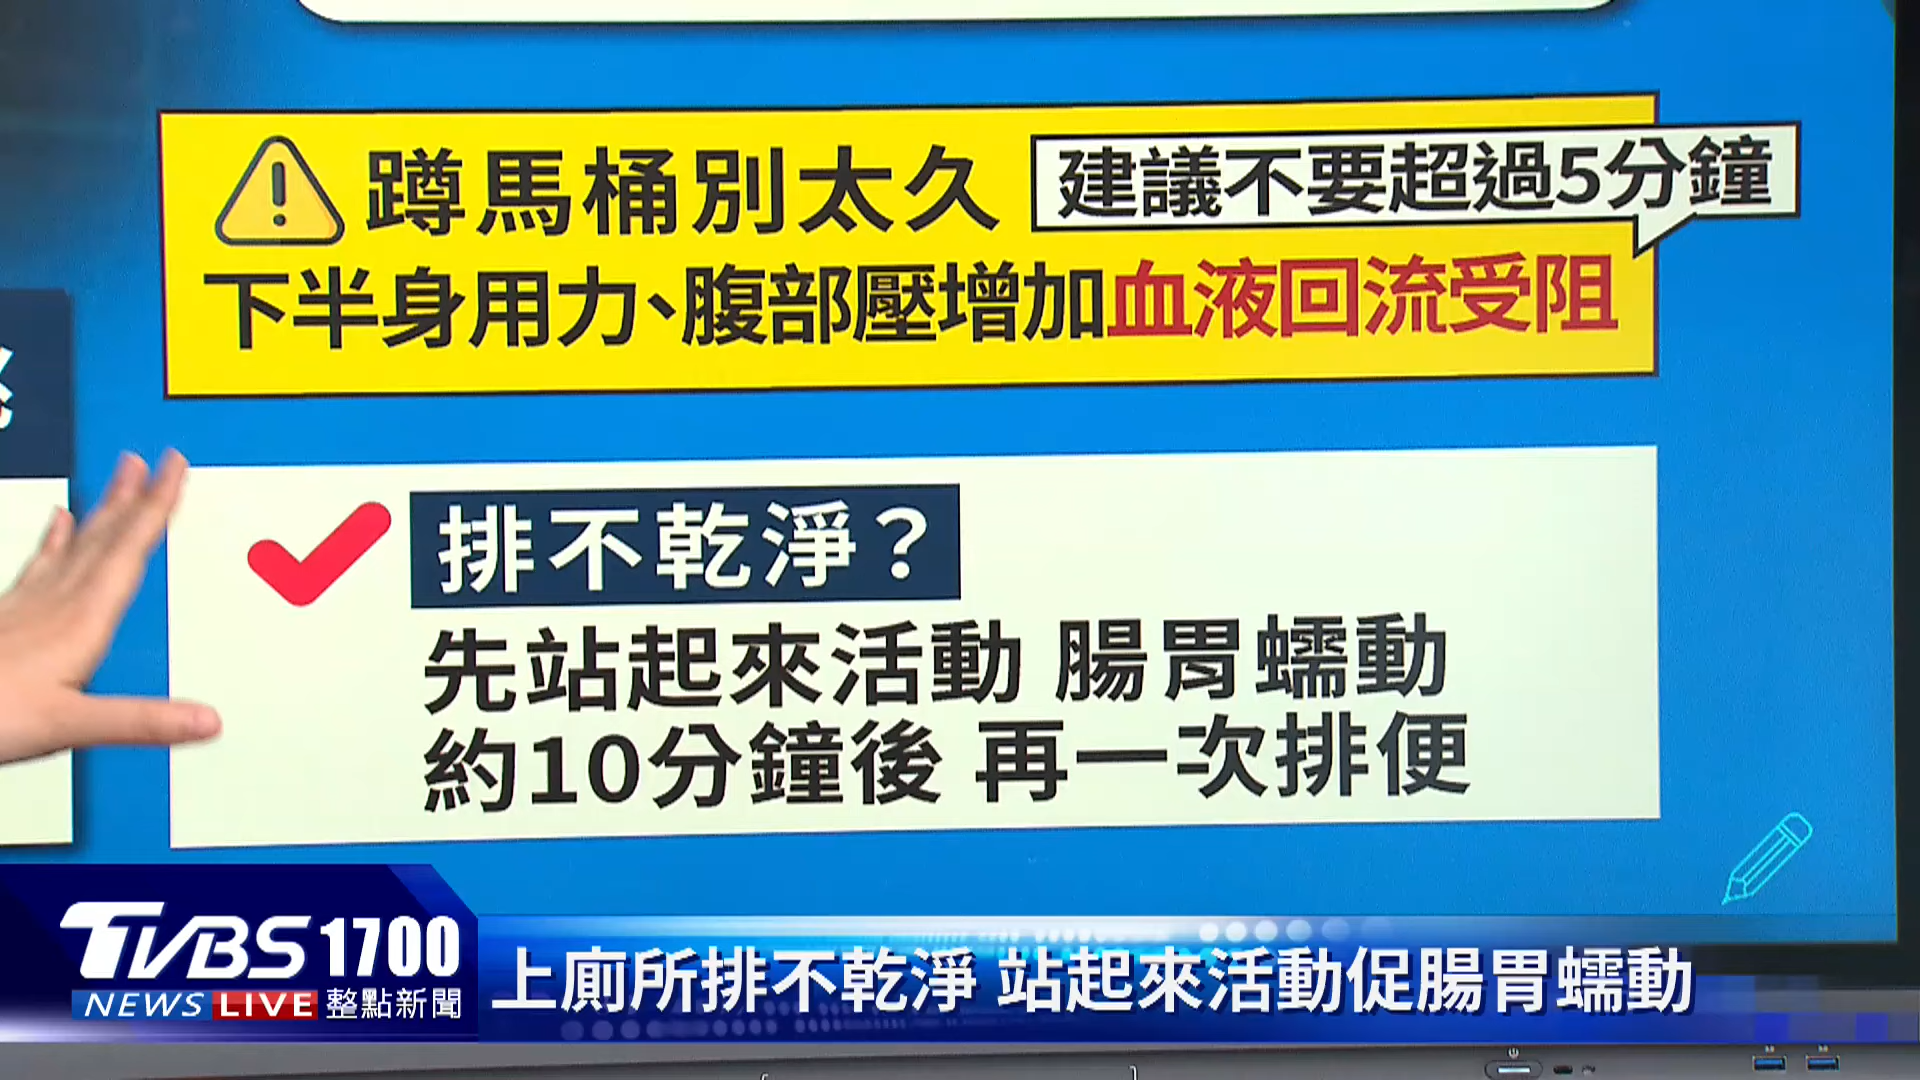 蹲馬桶別太久
建議不要超過5分鐘
下半身用力、腹部壓增加血液回流受阻
排不乾淨？
先站起來活動 腸胃蠕動
約10分鐘後 再一次排便
TVBS 1700
NEWS LIVE 整點新聞
上廁所排不乾淨 站起來活動促腸胃蠕動